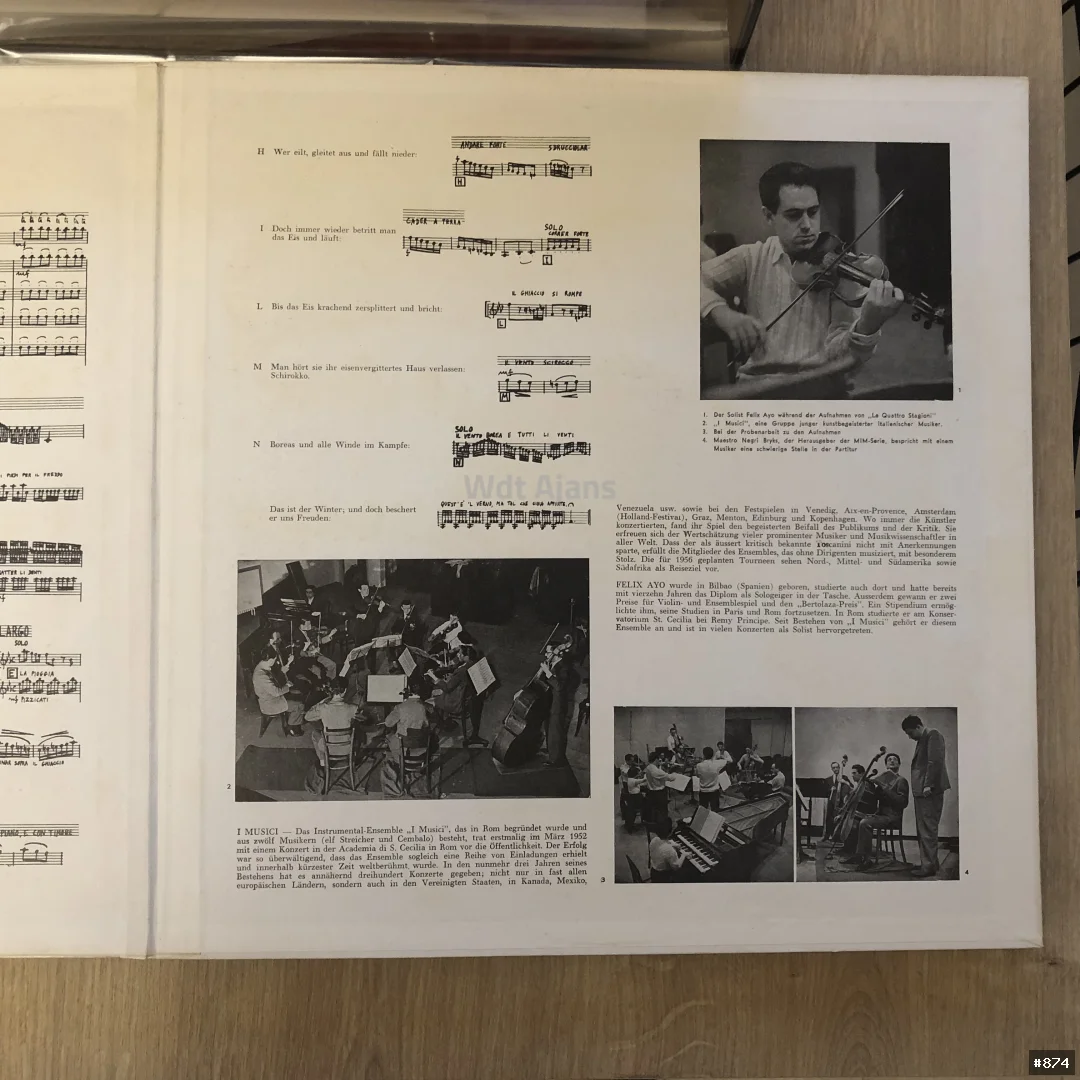 H Wer eilt, gleitet aus und fällt nieder:
ANDARE FORTE SDRUCCIOLAR
H
I Doch immer wieder betritt man
das Eis und läuft:
CADER A TERRA
SOLO
CORRER FORTE
L Bis das Eis krachend zersplittert und bricht:
IL GHIACCIO SI ROMPE
L
M Man hört sie ihr eisenvergittertes Haus verlassen:
Schirokko.
IL VENTO SCIROCCO
mf
M
N Boreas und alle Winde im Kampfe:
SOLO
IL VENTO BOREA E TUTTI LI VENTI
N
Das ist der Winter; und doch beschert
er uns Freuden:
LARGO
SOLO
E LA PIOGGIA
PIZZICATI
1
1. Der Solist Felix Ayo während der Aufnahmen von „Le Quattro Stagioni"
2. „I Musici", eine Gruppe junger kunstbegeisterter italienischer Musiker.
3. Bei der Probenarbeit zu den Aufnahmen
4. Maestro Negri Bryks, der Herausgeber der MIM-Serie, bespricht mit einem
Musiker eine schwierige Stelle in der Partitur
Venezuela usw. sowie bei den Festspielen in Venedig, Aix-en-Provence, Amsterdam
(Holland-Festival), Graz, Menton, Edinburg und Kopenhagen. Wo immer die Künstler
konzertierten, fand ihr Spiel den begeisterten Beifall des Publikums und der Kritik. Sie
erfreuen sich der Wertschätzung vieler prominenter Musiker und Musikwissenschaftler in
aller Welt. Dass der als äussert kritisch bekannte Toscanini nicht mit Anerkennungen
sparte, erfüllt die Mitglieder des Ensembles, das ohne Dirigenten musiziert, mit besonderem
Stolz. Die für 1956 geplanten Tourneen sehen Nord-, Mittel- und Südamerika sowie
Südafrika als Reiseziel vor.
FELIX AYO wurde in Bilbao (Spanien) geboren, studierte auch dort und hatte bereits
mit vierzehn Jahren das Diplom als Sologeiger in der Tasche. Ausserdem gewann er zwei
Preise für Violin- und Ensemblespiel und den „Bertolaza-Preis". Ein Stipendium ermög-
lichte ihm, seine Studien in Paris und Rom fortzusetzen. In Rom studierte er am Konser-
vatorium St. Cecilia bei Remy Principe. Seit Bestehen von „I Musici" gehört er diesem
Ensemble an und ist in vielen Konzerten als Solist hervorgetreten.
2
I MUSICI — Das Instrumental-Ensemble „I Musici", das in Rom begründet wurde und
aus zwölf Musikern (elf Streicher und Cembalo) besteht, trat erstmalig im März 1952
mit einem Konzert in der Academia di S. Cecilia in Rom vor die Öffentlichkeit. Der Erfolg
war so überwältigend, dass das Ensemble sogleich eine Reihe von Einladungen erhielt
und innerhalb kürzester Zeit weltberühmt wurde. In den nunmehr drei Jahren seines
Bestehens hat es annähernd dreihundert Konzerte gegeben; nicht nur in fast allen
europäischen Ländern, sondern auch in den Vereinigten Staaten, in Kanada, Mexiko,
3
4
Wdt Ajans
#874